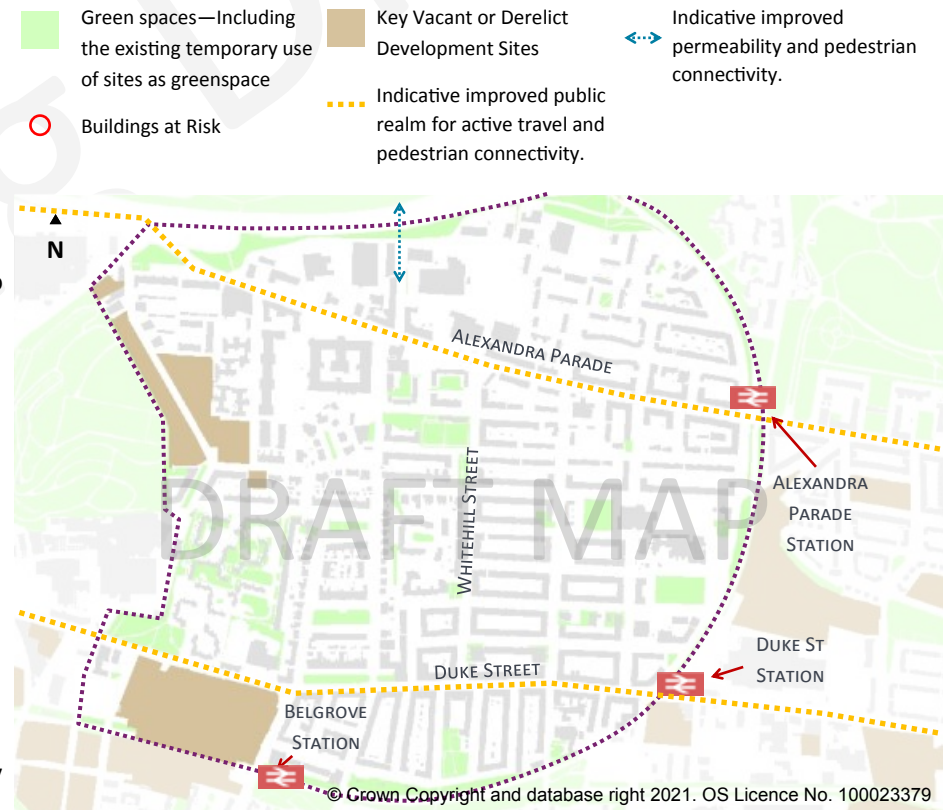 Green spaces—Including
the existing temporary use
of sites as greenspace
Buildings at Risk
Key Vacant or Derelict
Development Sites
Indicative improved public
realm for active travel and
pedestrian connectivity.
Indicative improved
permeability and pedestrian
connectivity.
N
ALEXANDRA PARADE
WHITEHILL STREET
ALEXANDRA
PARADE
STATION
DRAFT MAP
DUKE ST
STATION
DUKE STREET
BELGROVE
STATION
© Crown Copyright and database right 2021. OS Licence No. 100023379